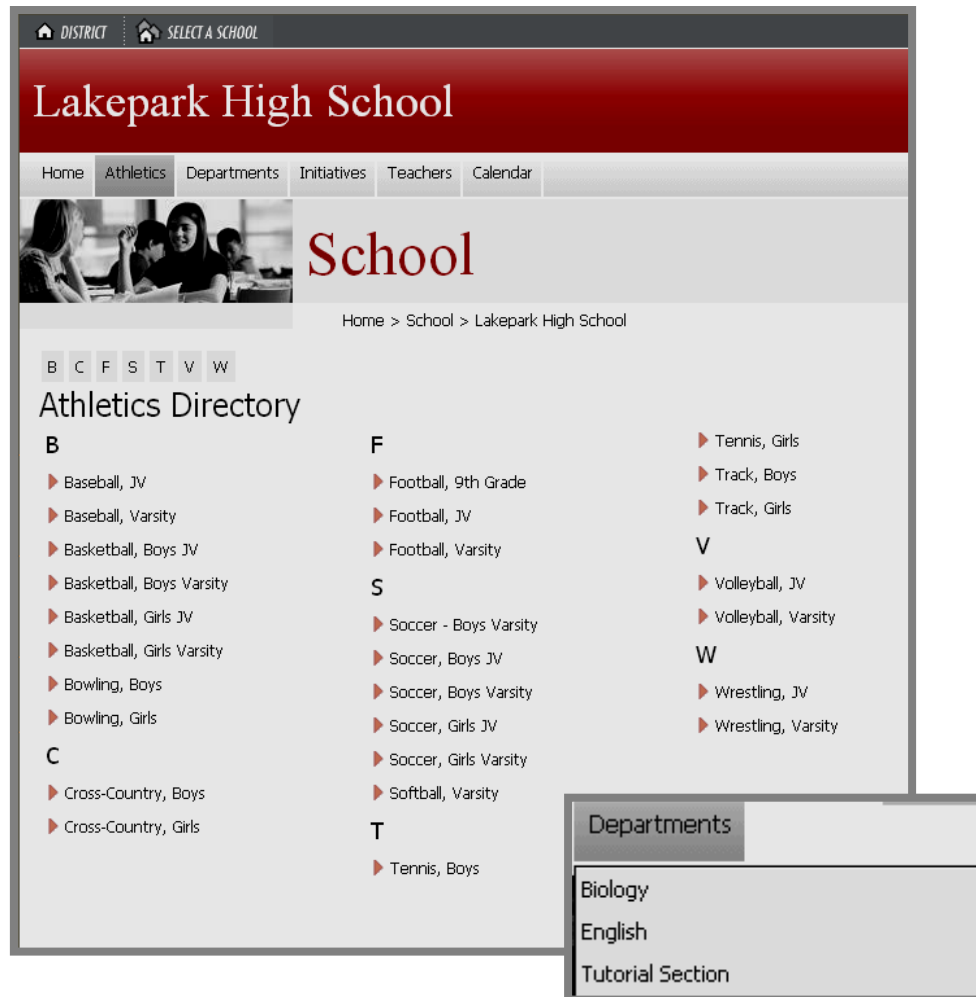 DISTRICT SELECT A SCHOOL
Lakepark High School
Home Athletics Departments Initiatives Teachers Calendar
School
Home > School > Lakepark High School
B C F S T V W
Athletics Directory
B
Baseball, JV
Baseball, Varsity
Basketball, Boys JV
Basketball, Boys Varsity
Basketball, Girls JV
Basketball, Girls Varsity
Bowling, Boys
Bowling, Girls
C
Cross-Country, Boys
Cross-Country, Girls
F
Football, 9th Grade
Football, JV
Football, Varsity
S
Soccer - Boys Varsity
Soccer, Boys JV
Soccer, Boys Varsity
Soccer, Girls JV
Soccer, Girls Varsity
Softball, Varsity
T
Tennis, Boys
Tennis, Girls
Track, Boys
Track, Girls
V
Volleyball, JV
Volleyball, Varsity
W
Wrestling, JV
Wrestling, Varsity
Departments
Biology
English
Tutorial Section